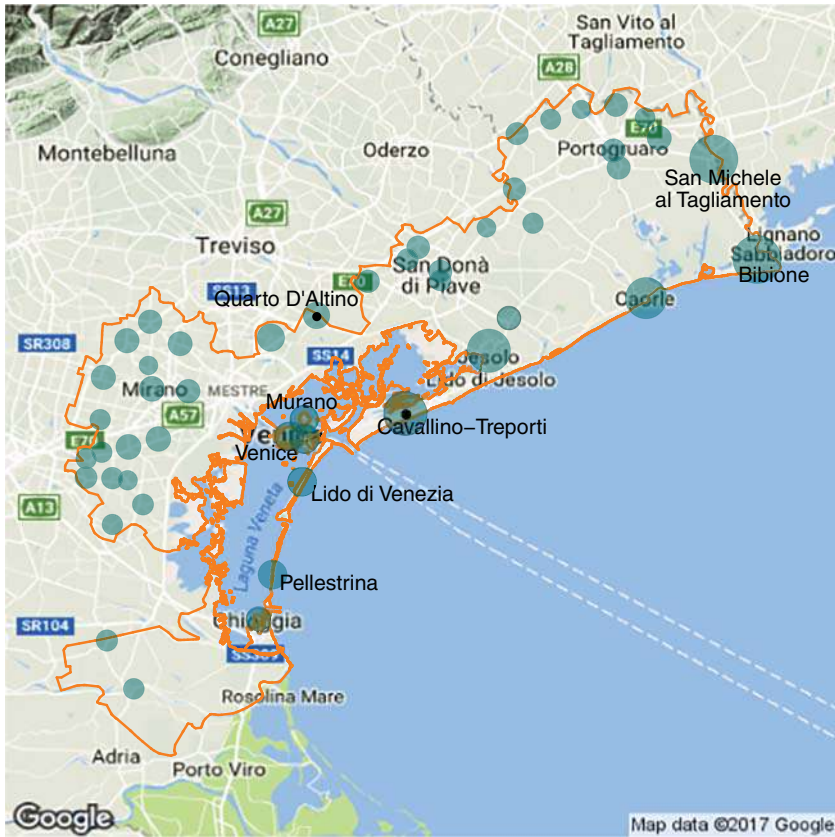 A27
San Vito al
Tagliamento
Conegliano
A28
E70
Montebelluna
Oderzo
Portogruaro
San Michele
al Tagliamento
A27
Treviso
Lignano
Sabbiadoro
Bibione
San Donà
di Piave
E70
SS13
Quarto D'Altino
Caorle
SR308
SS14
Jesolo
Lido di Jesolo
Mirano
MESTRE
Murano
A57
Cavallino–Treporti
E70
Venice
Venice
A13
Lido di Venezia
Laguna Veneta
Pellestrina
SR104
Chioggia
SS309
Rosolina Mare
Adria
Porto Viro
Google
Map data ©2017 Google